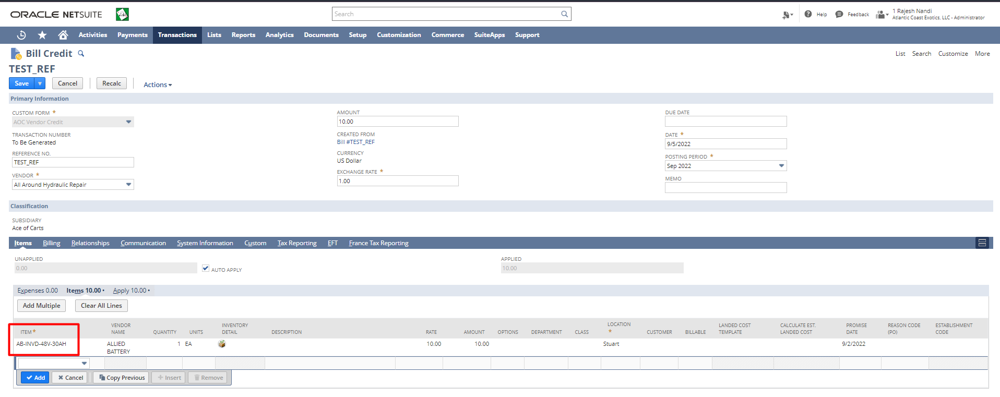 ORACLE NETSUITE
Search
Help
Feedback
1 Rajesh Nandi
Atlantic Coast Exotics, LLC - Administrator
Activities Payments Transactions Lists Reports Analytics Documents Setup Customization Commerce SuiteApps Support
Bill Credit
List Search Customize More
TEST_REF
Save Cancel Recalc Actions
Primary Information
CUSTOM FORM *
AOC Vendor Credit
TRANSACTION NUMBER
To Be Generated
REFERENCE NO.
TEST_REF
VENDOR *
All Around Hydraulic Repair
AMOUNT
10.00
CREATED FROM
Bill #TEST_REF
CURRENCY
US Dollar
EXCHANGE RATE *
1.00
DUE DATE
DATE *
9/5/2022
POSTING PERIOD *
Sep 2022
MEMO
Classification
SUBSIDIARY
Ace of Carts
Items Billing Relationships Communication System Information Custom Tax Reporting EFT France Tax Reporting
UNAPPLIED
0.00
AUTO APPLY
APPLIED
10.00
Expenses 0.00 Items 10.00 • Apply 10.00 •
Add Multiple Clear All Lines
ITEM * VENDOR NAME QUANTITY UNITS INVENTORY DETAIL DESCRIPTION RATE AMOUNT OPTIONS DEPARTMENT CLASS LOCATION * CUSTOMER BILLABLE LANDED COST TEMPLATE CALCULATE EST. LANDED COST PROMISE DATE REASON CODE (PO) ESTABLISHMENT CODE
AB-INVD-48V-30AH ALLIED BATTERY 1 EA 10.00 10.00 Stuart 9/2/2022
Add Cancel Copy Previous Insert Remove